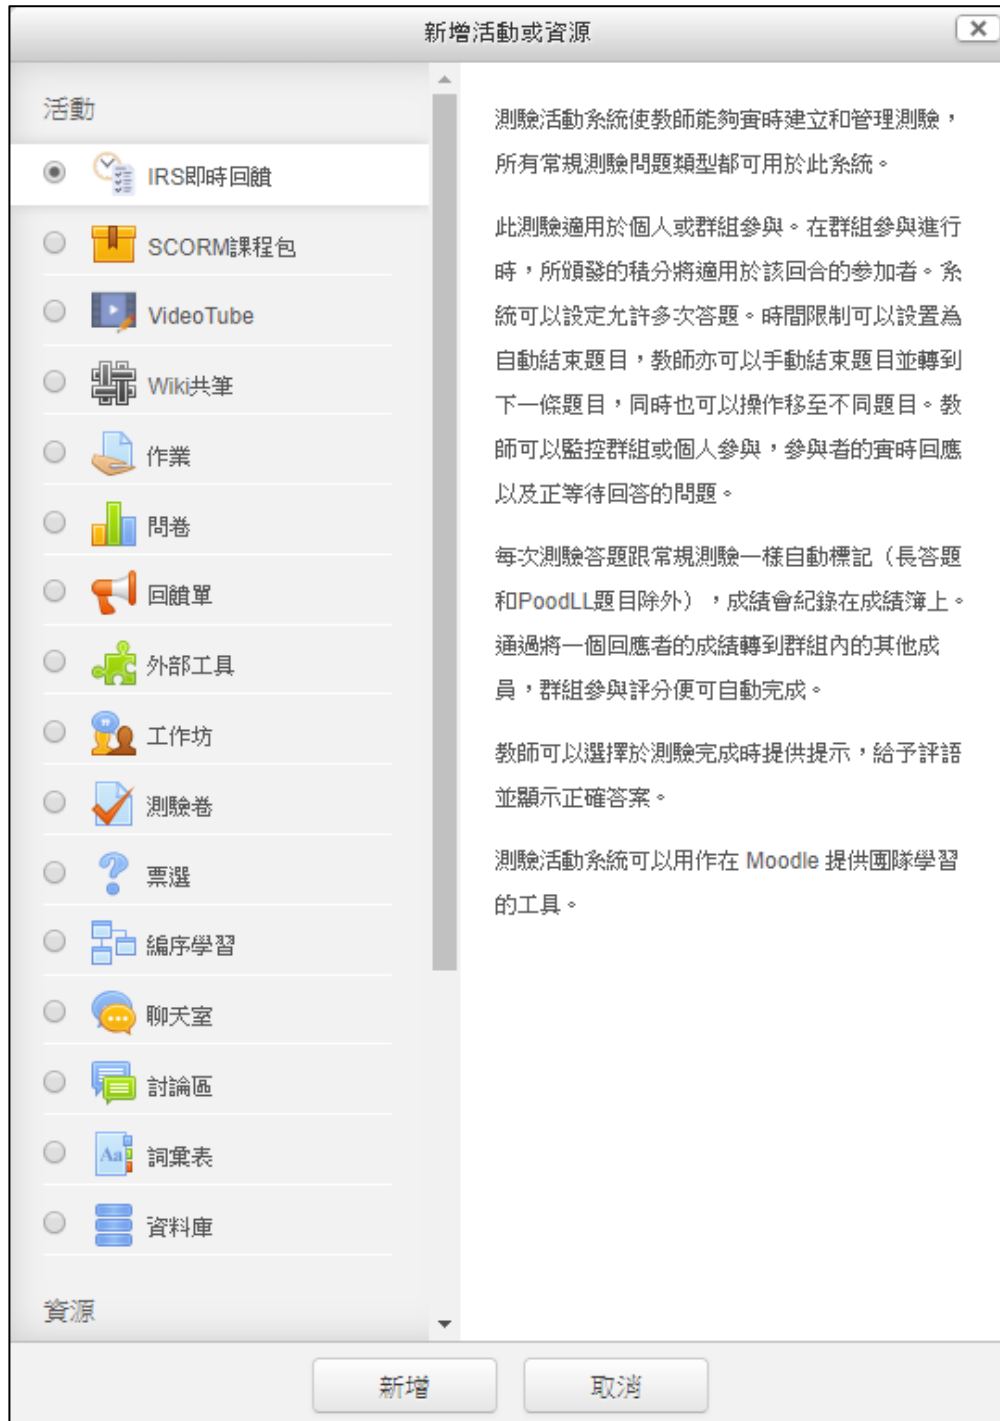 新增活動或資源
活動
IRS即時回饋
SCORM課程包
VideoTube
Wiki共筆
作業
問卷
回饋單
外部工具
工作坊
測驗卷
票選
編序學習
聊天室
討論區
詞彙表
資料庫
資源
測驗活動系統使教師能夠實時建立和管理測驗，
所有常規測驗問題類型都可用於此系統。
此測驗適用於個人或群組參與。在群組參與進行
時，所頒發的積分將適用於該回合的參加者。系
統可以設定允許多次答題。時間限制可以設置為
自動結束題目，教師亦可以手動結束題目並轉到
下一條題目，同時也可以操作移至不同題目。教
師可以監控群組或個人參與，參與者的實時回應
以及正等待回答的問題。
每次測驗答題跟常規測驗一樣自動標記（長答題
和PoodLL題目除外），成績會紀錄在成績簿上。
通過將一個回應者的成績轉到群組內的其他成
員，群組參與評分便可自動完成。
教師可以選擇於測驗完成時提供提示，給予評語
並顯示正確答案。
測驗活動系統可以用作在 Moodle 提供團隊學習
的工具。
新增
取消